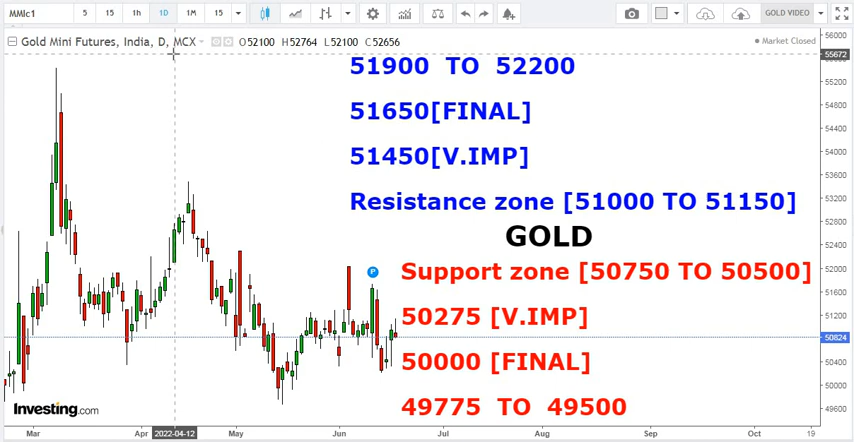 MMIc1 5 15 1h 1D 1M 15 GOLD VIDEO
Gold Mini Futures, India, D, MCX O52100 H52764 L52100 C52656
Market Closed
51900 TO 52200
51650[FINAL]
51450[V.IMP]
Resistance zone [51000 TO 51150]
GOLD
Support zone [50750 TO 50500]
50275 [V.IMP]
50000 [FINAL]
49775 TO 49500
P
56000
55672
55200
54800
54400
54000
53600
53200
52800
52400
52000
51600
51200
50824
50400
50000
49600
Investing.com
Mar Apr 2022-04-12 May Jun Jul Aug Sep Oct 19